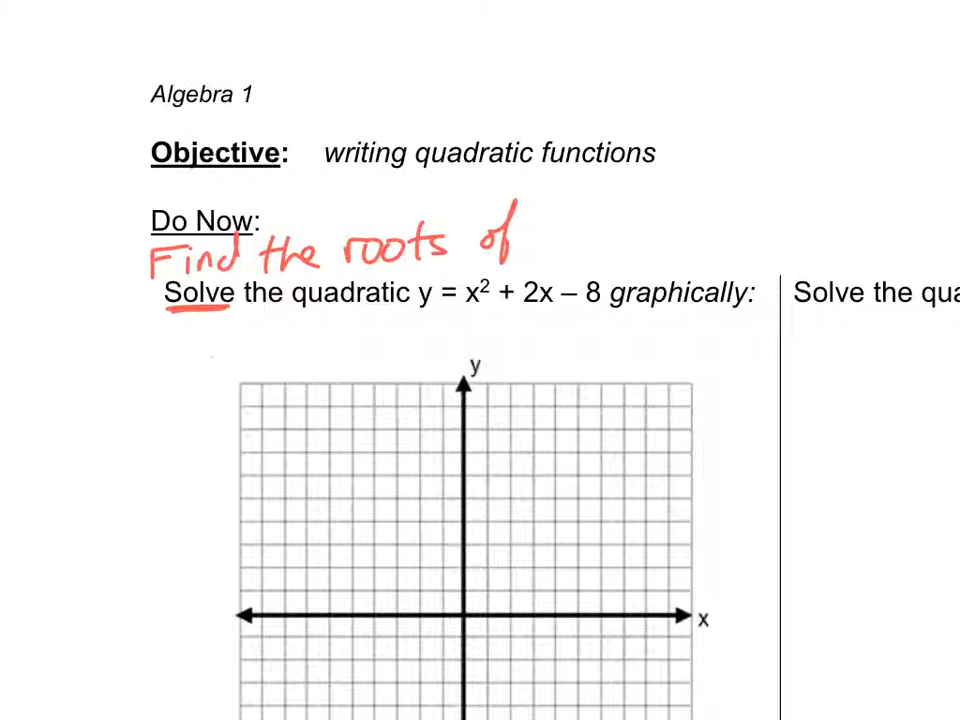 Algebra 1
Objective: writing quadratic functions
Do Now:
Find the roots of
Solve the quadratic y = x² + 2x – 8 graphically:
Solve the qua
y
x